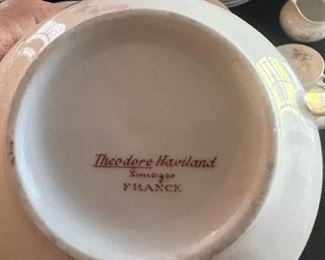 Theodore Haviland
Limoges
FRANCE